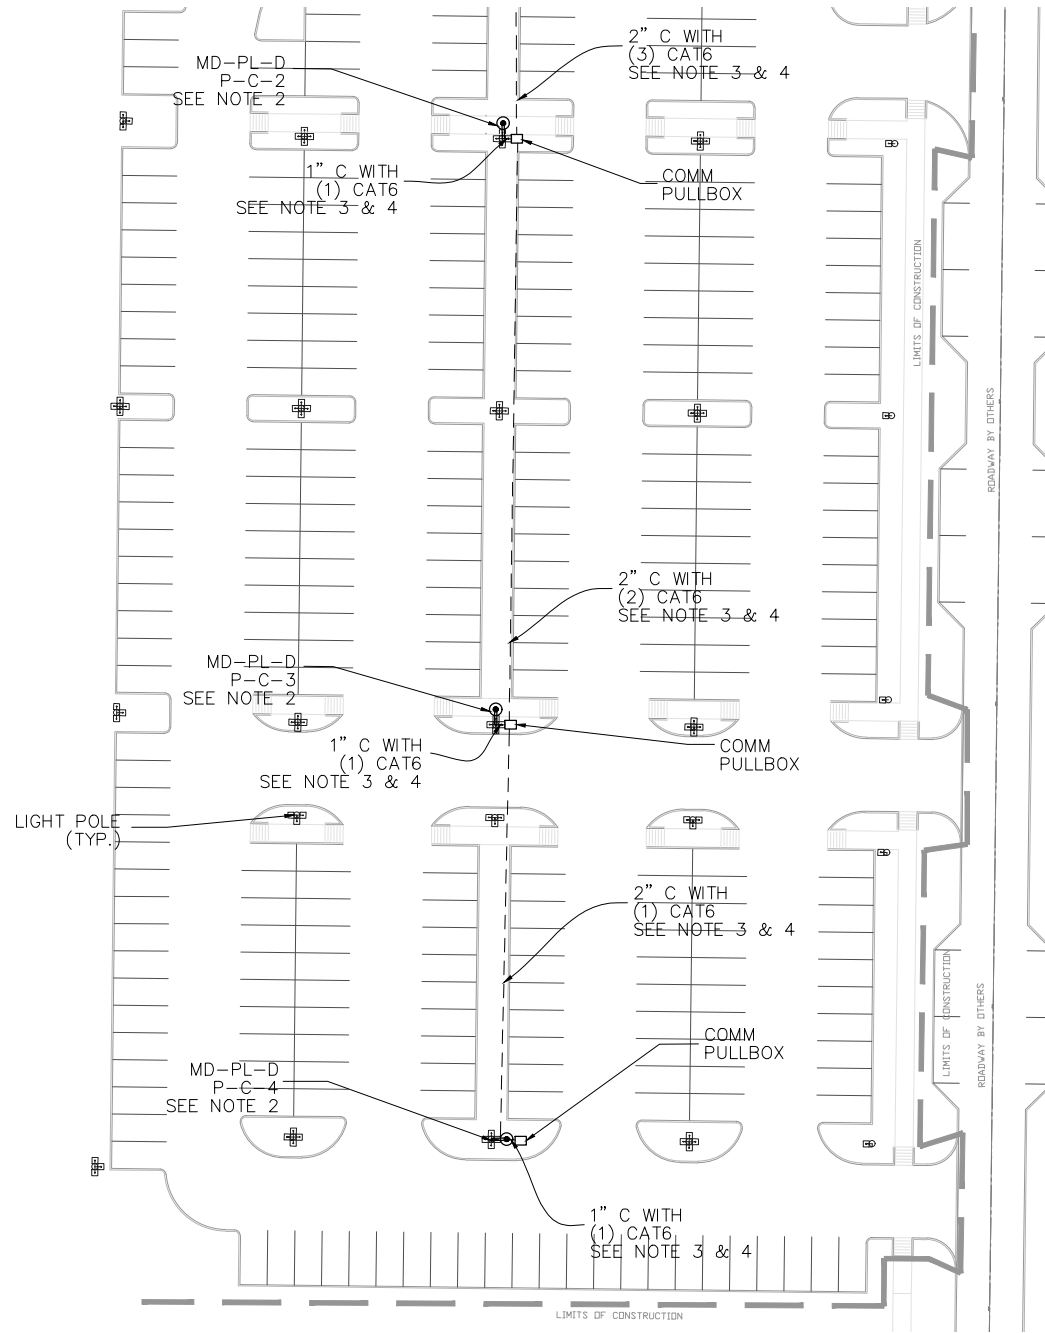 2” C WITH
(3) CAT6
SEE NOTE 3 & 4
MD-PL-D
P-C-2
SEE NOTE 2
1” C WITH
(1) CAT6
SEE NOTE 3 & 4
COMM
PULLBOX
LIMITS OF CONSTRUCTION
ROADWAY BY OTHERS
2” C WITH
(2) CAT6
SEE NOTE 3 & 4
MD-PL-D
P-C-3
SEE NOTE 2
1” C WITH
(1) CAT6
SEE NOTE 3 & 4
COMM
PULLBOX
LIGHT POLE
(TYP.)
2” C WITH
(1) CAT6
SEE NOTE 3 & 4
LIMITS OF CONSTRUCTION
ROADWAY BY OTHERS
COMM
PULLBOX
MD-PL-D
P-C-4
SEE NOTE 2
1” C WITH
(1) CAT6
SEE NOTE 3 & 4
LIMITS OF CONSTRUCTION